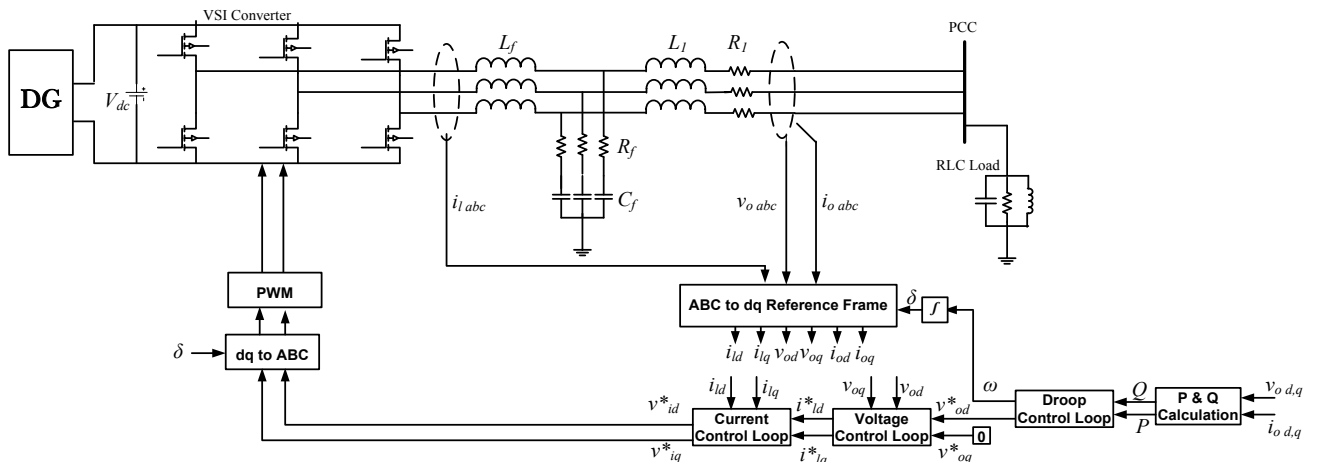 VSI Converter
DG
V_dc
L_f
L_1
R_1
PCC
R_f
C_f
RLC Load
i_l abc
v_o abc
i_o abc
PWM
ABC to dq Reference Frame
δ
∫
δ
dq to ABC
i_ld i_lq v_od v_oq i_od i_oq
i_ld i_lq
v_oq v_od
ω
v*_id
v*_iq
Current
Control Loop
i*_ld
i*_lq
Voltage
Control Loop
v*_od
0
v*_oq
Droop
Control Loop
Q
P
P & Q
Calculation
v_o d,q
i_o d,q